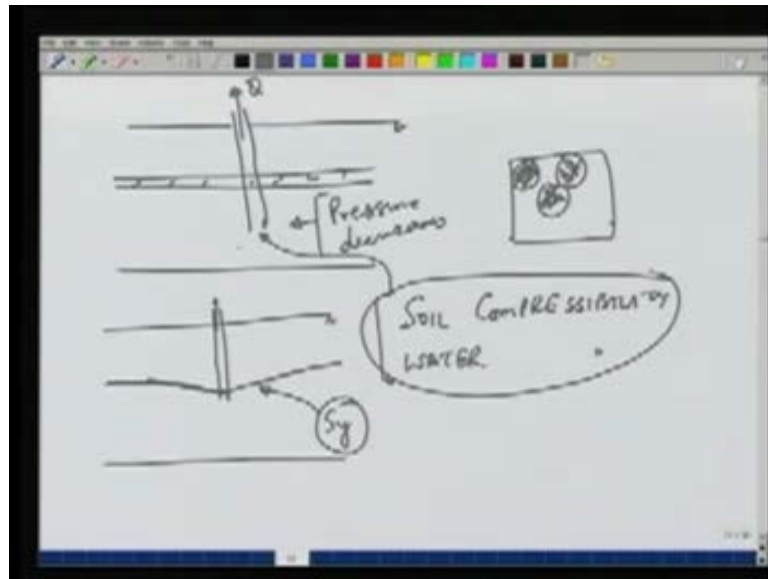 Q
Pressure
decreases
SOIL COMPRESSIBILITY
WATER
Sy